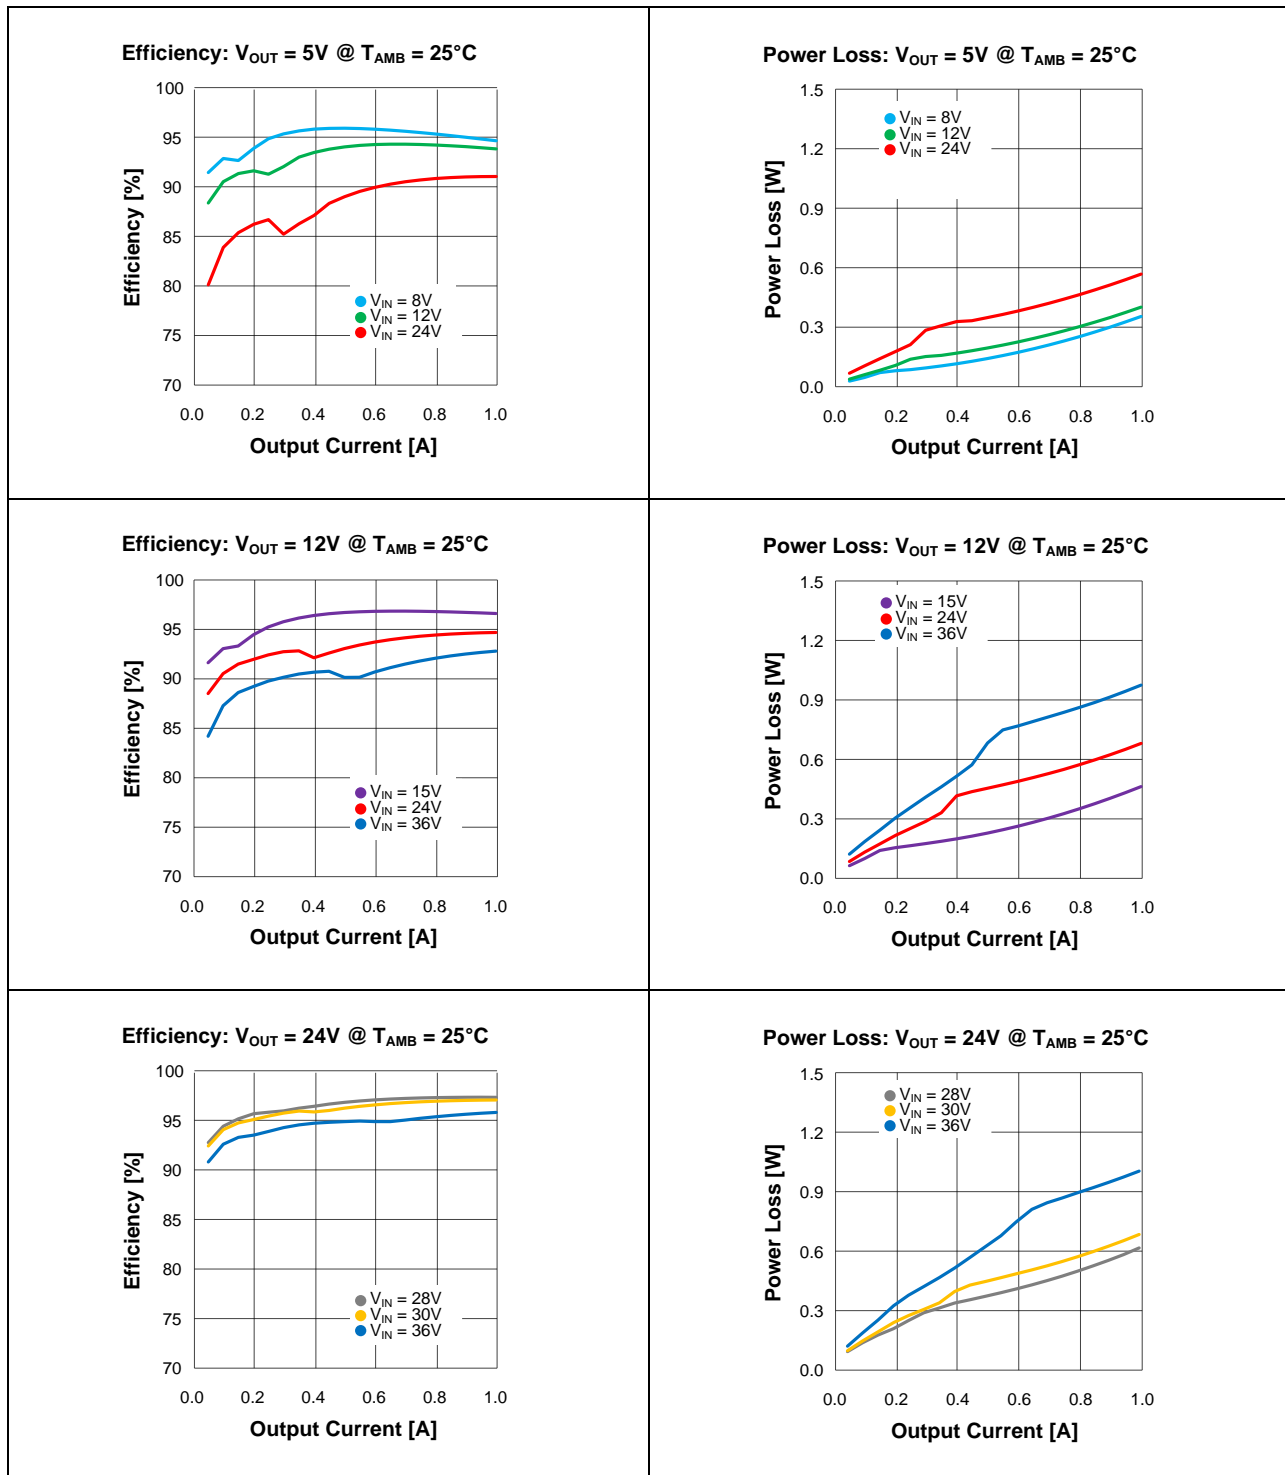 Efficiency: VOUT = 5V @ TAMB = 25°C
100
95
90
85
80
75
70
Efficiency [%]
VIN = 8V
VIN = 12V
VIN = 24V
0.0 0.2 0.4 0.6 0.8 1.0
Output Current [A]
Power Loss: VOUT = 5V @ TAMB = 25°C
1.5
1.2
0.9
0.6
0.3
0.0
Power Loss [W]
VIN = 8V
VIN = 12V
VIN = 24V
0.0 0.2 0.4 0.6 0.8 1.0
Output Current [A]
Efficiency: VOUT = 12V @ TAMB = 25°C
100
95
90
85
80
75
70
Efficiency [%]
VIN = 15V
VIN = 24V
VIN = 36V
0.0 0.2 0.4 0.6 0.8 1.0
Output Current [A]
Power Loss: VOUT = 12V @ TAMB = 25°C
1.5
1.2
0.9
0.6
0.3
0.0
Power Loss [W]
VIN = 15V
VIN = 24V
VIN = 36V
0.0 0.2 0.4 0.6 0.8 1.0
Output Current [A]
Efficiency: VOUT = 24V @ TAMB = 25°C
100
95
90
85
80
75
70
Efficiency [%]
VIN = 28V
VIN = 30V
VIN = 36V
0.0 0.2 0.4 0.6 0.8 1.0
Output Current [A]
Power Loss: VOUT = 24V @ TAMB = 25°C
1.5
1.2
0.9
0.6
0.3
0.0
Power Loss [W]
VIN = 28V
VIN = 30V
VIN = 36V
0.0 0.2 0.4 0.6 0.8 1.0
Output Current [A]